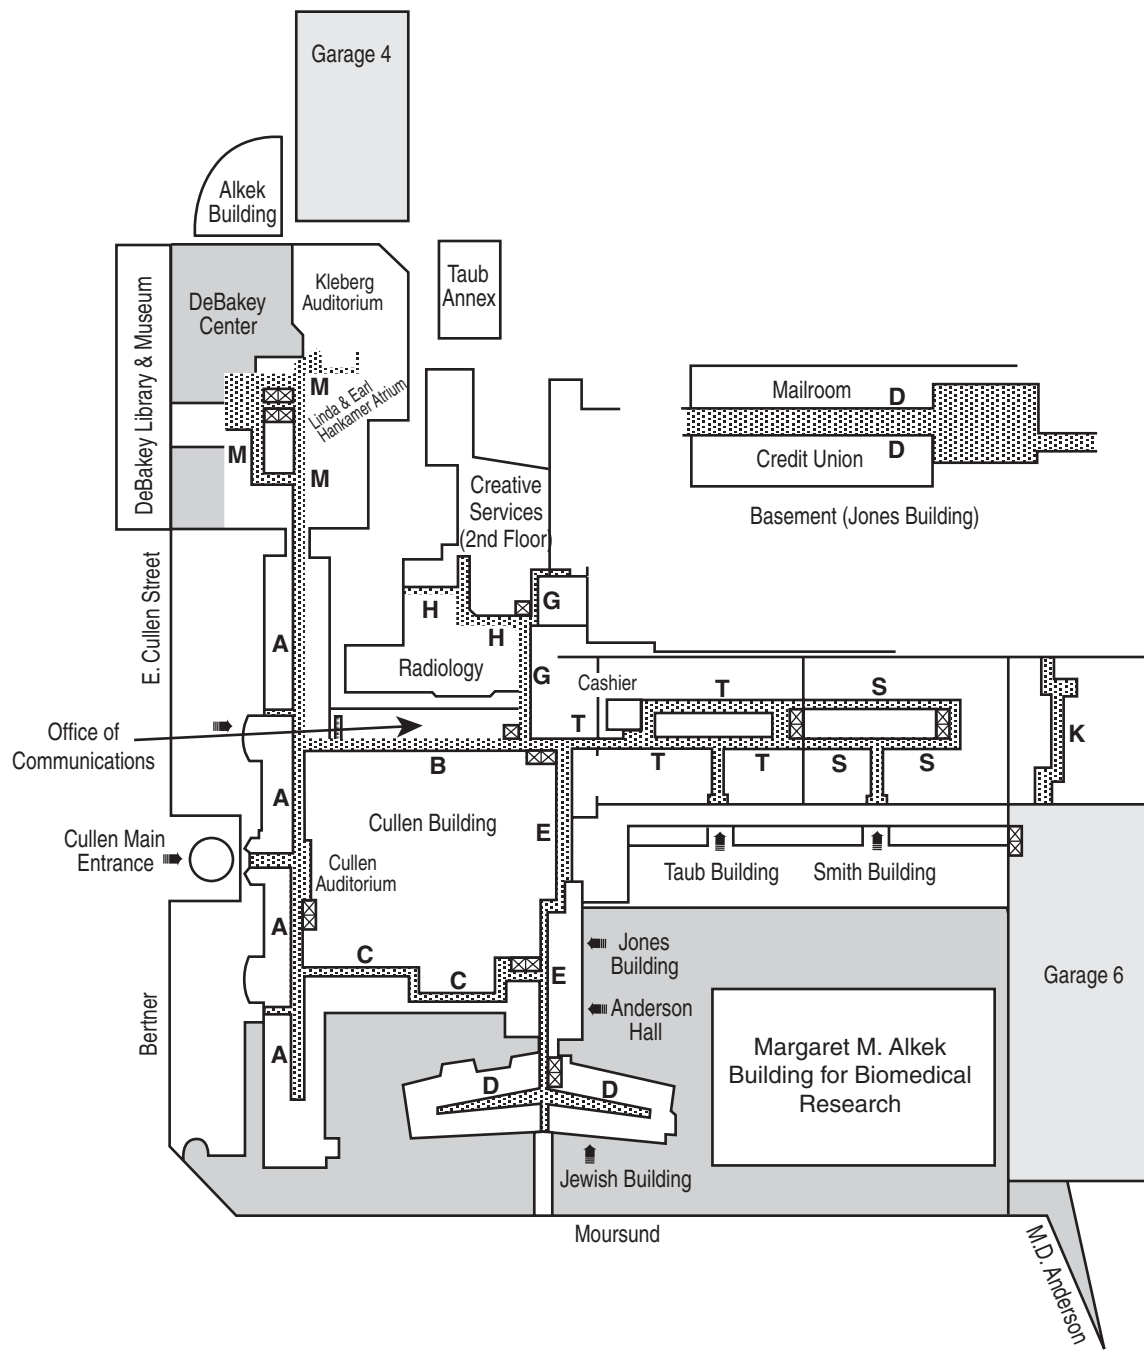 Garage 4
Alkek
Building
DeBakey Library & Museum
DeBakey
Center
Kleberg
Auditorium
Taub
Annex
M
Linda & Earl
Hankamer Atrium
M
M
Mailroom
D
Credit Union
D
Basement (Jones Building)
Creative
Services
(2nd Floor)
E. Cullen Street
H
G
H
A
Radiology
G
Cashier
T
S
T
K
Office of
Communications
B
T
T
S
S
A
Cullen Building
E
Cullen Main
Entrance
Cullen
Auditorium
Taub Building
Smith Building
A
C
Jones
Building
C
E
Garage 6
Bertner
Anderson
Hall
A
D
D
Margaret M. Alkek
Building for Biomedical
Research
Jewish Building
Moursund
M.D. Anderson